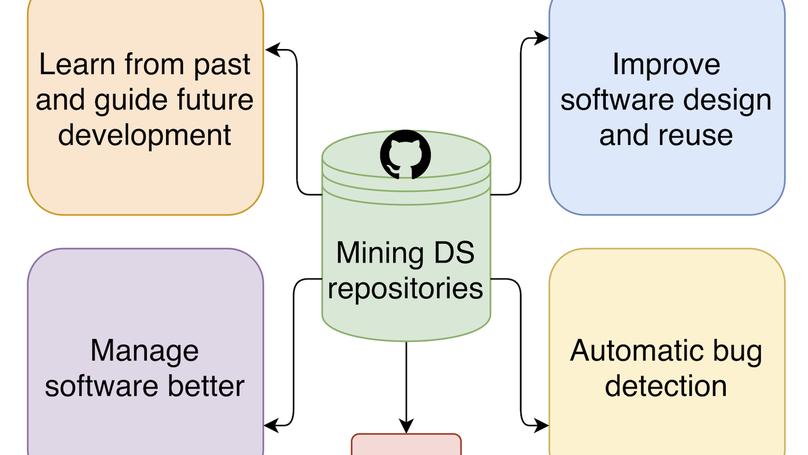 Learn from past
and guide future
development
Improve
software design
and reuse
Mining DS
repositories
Manage
software better
Automatic bug
detection